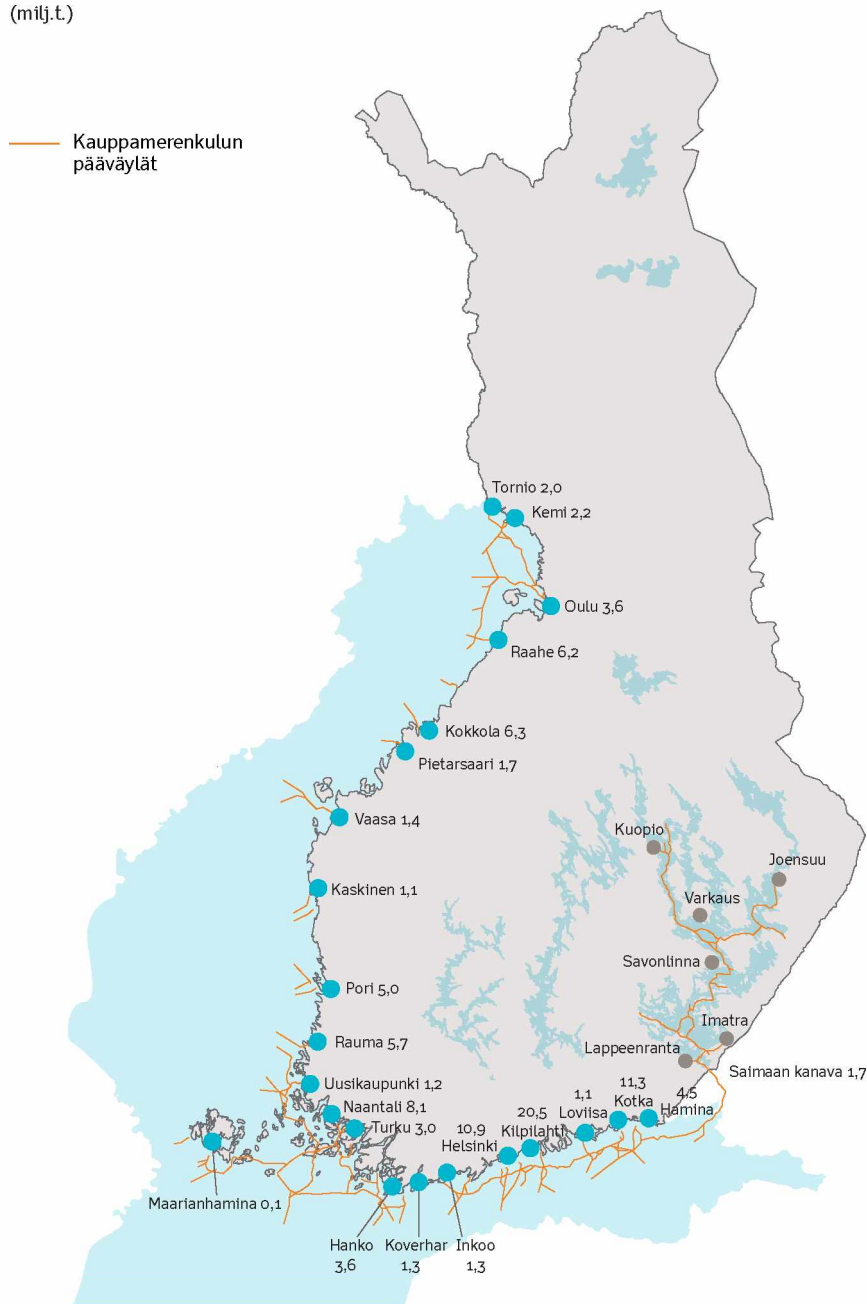 (milj.t.)
Kauppamerenkulun
pääväylät
Tornio 2,0
Kemi 2,2
Oulu 3,6
Raahe 6,2
Kokkola 6,3
Pietarsaari 1,7
Vaasa 1,4
Kuopio
Joensuu
Kaskinen 1,1
Varkaus
Savonlinna
Pori 5,0
Imatra
Rauma 5,7
Lappeenranta
Saimaan kanava 1,7
Uusikaupunki 1,2
Naantali 8,1
Turku 3,0
10,9
Helsinki
20,5
Kilpilahti
1,1
Loviisa
11,3
Kotka
4,5
Hamina
Maarianhamina 0,1
Hanko
3,6
Koverhar
1,3
Inkoo
1,3